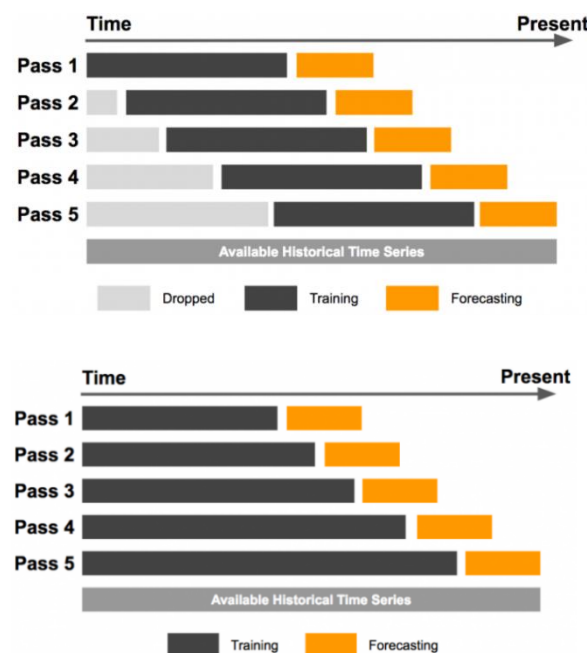 Time Present
Pass 1
Pass 2
Pass 3
Pass 4
Pass 5
Available Historical Time Series
Dropped Training Forecasting
Time Present
Pass 1
Pass 2
Pass 3
Pass 4
Pass 5
Available Historical Time Series
Training Forecasting